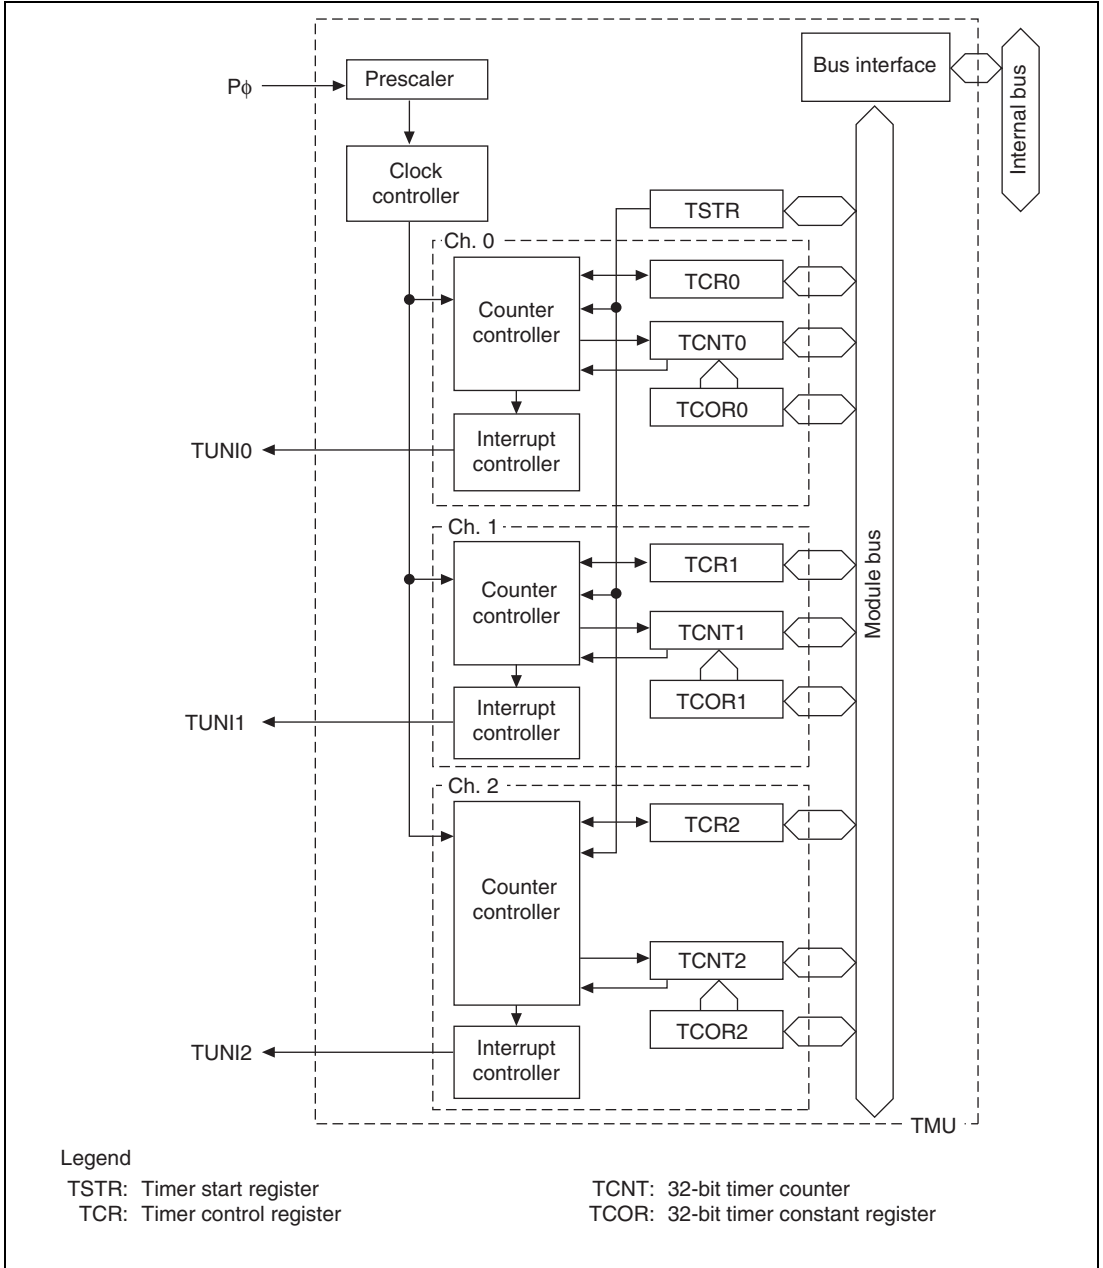 Pϕ
Prescaler
Bus interface
Internal bus
Clock
controller
TSTR
Ch. 0
Counter
controller
TCR0
TCNT0
TCOR0
Interrupt
controller
TUNI0
Ch. 1
Counter
controller
TCR1
TCNT1
TCOR1
Interrupt
controller
TUNI1
Module bus
Ch. 2
Counter
controller
TCR2
TCNT2
TCOR2
Interrupt
controller
TUNI2
TMU
Legend
TSTR: Timer start register
TCR: Timer control register
TCNT: 32-bit timer counter
TCOR: 32-bit timer constant register